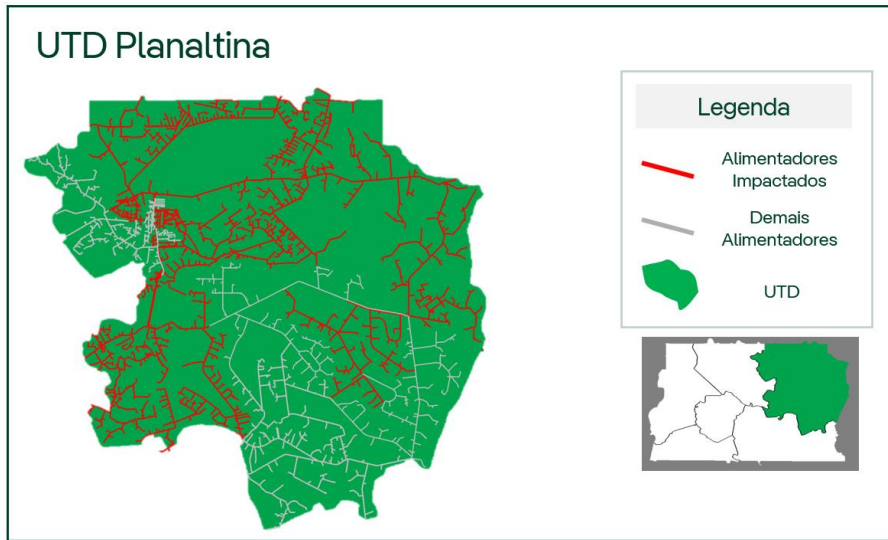 UTD Planaltina
Legenda
Alimentadores
Impactados
Demais
Alimentadores
UTD